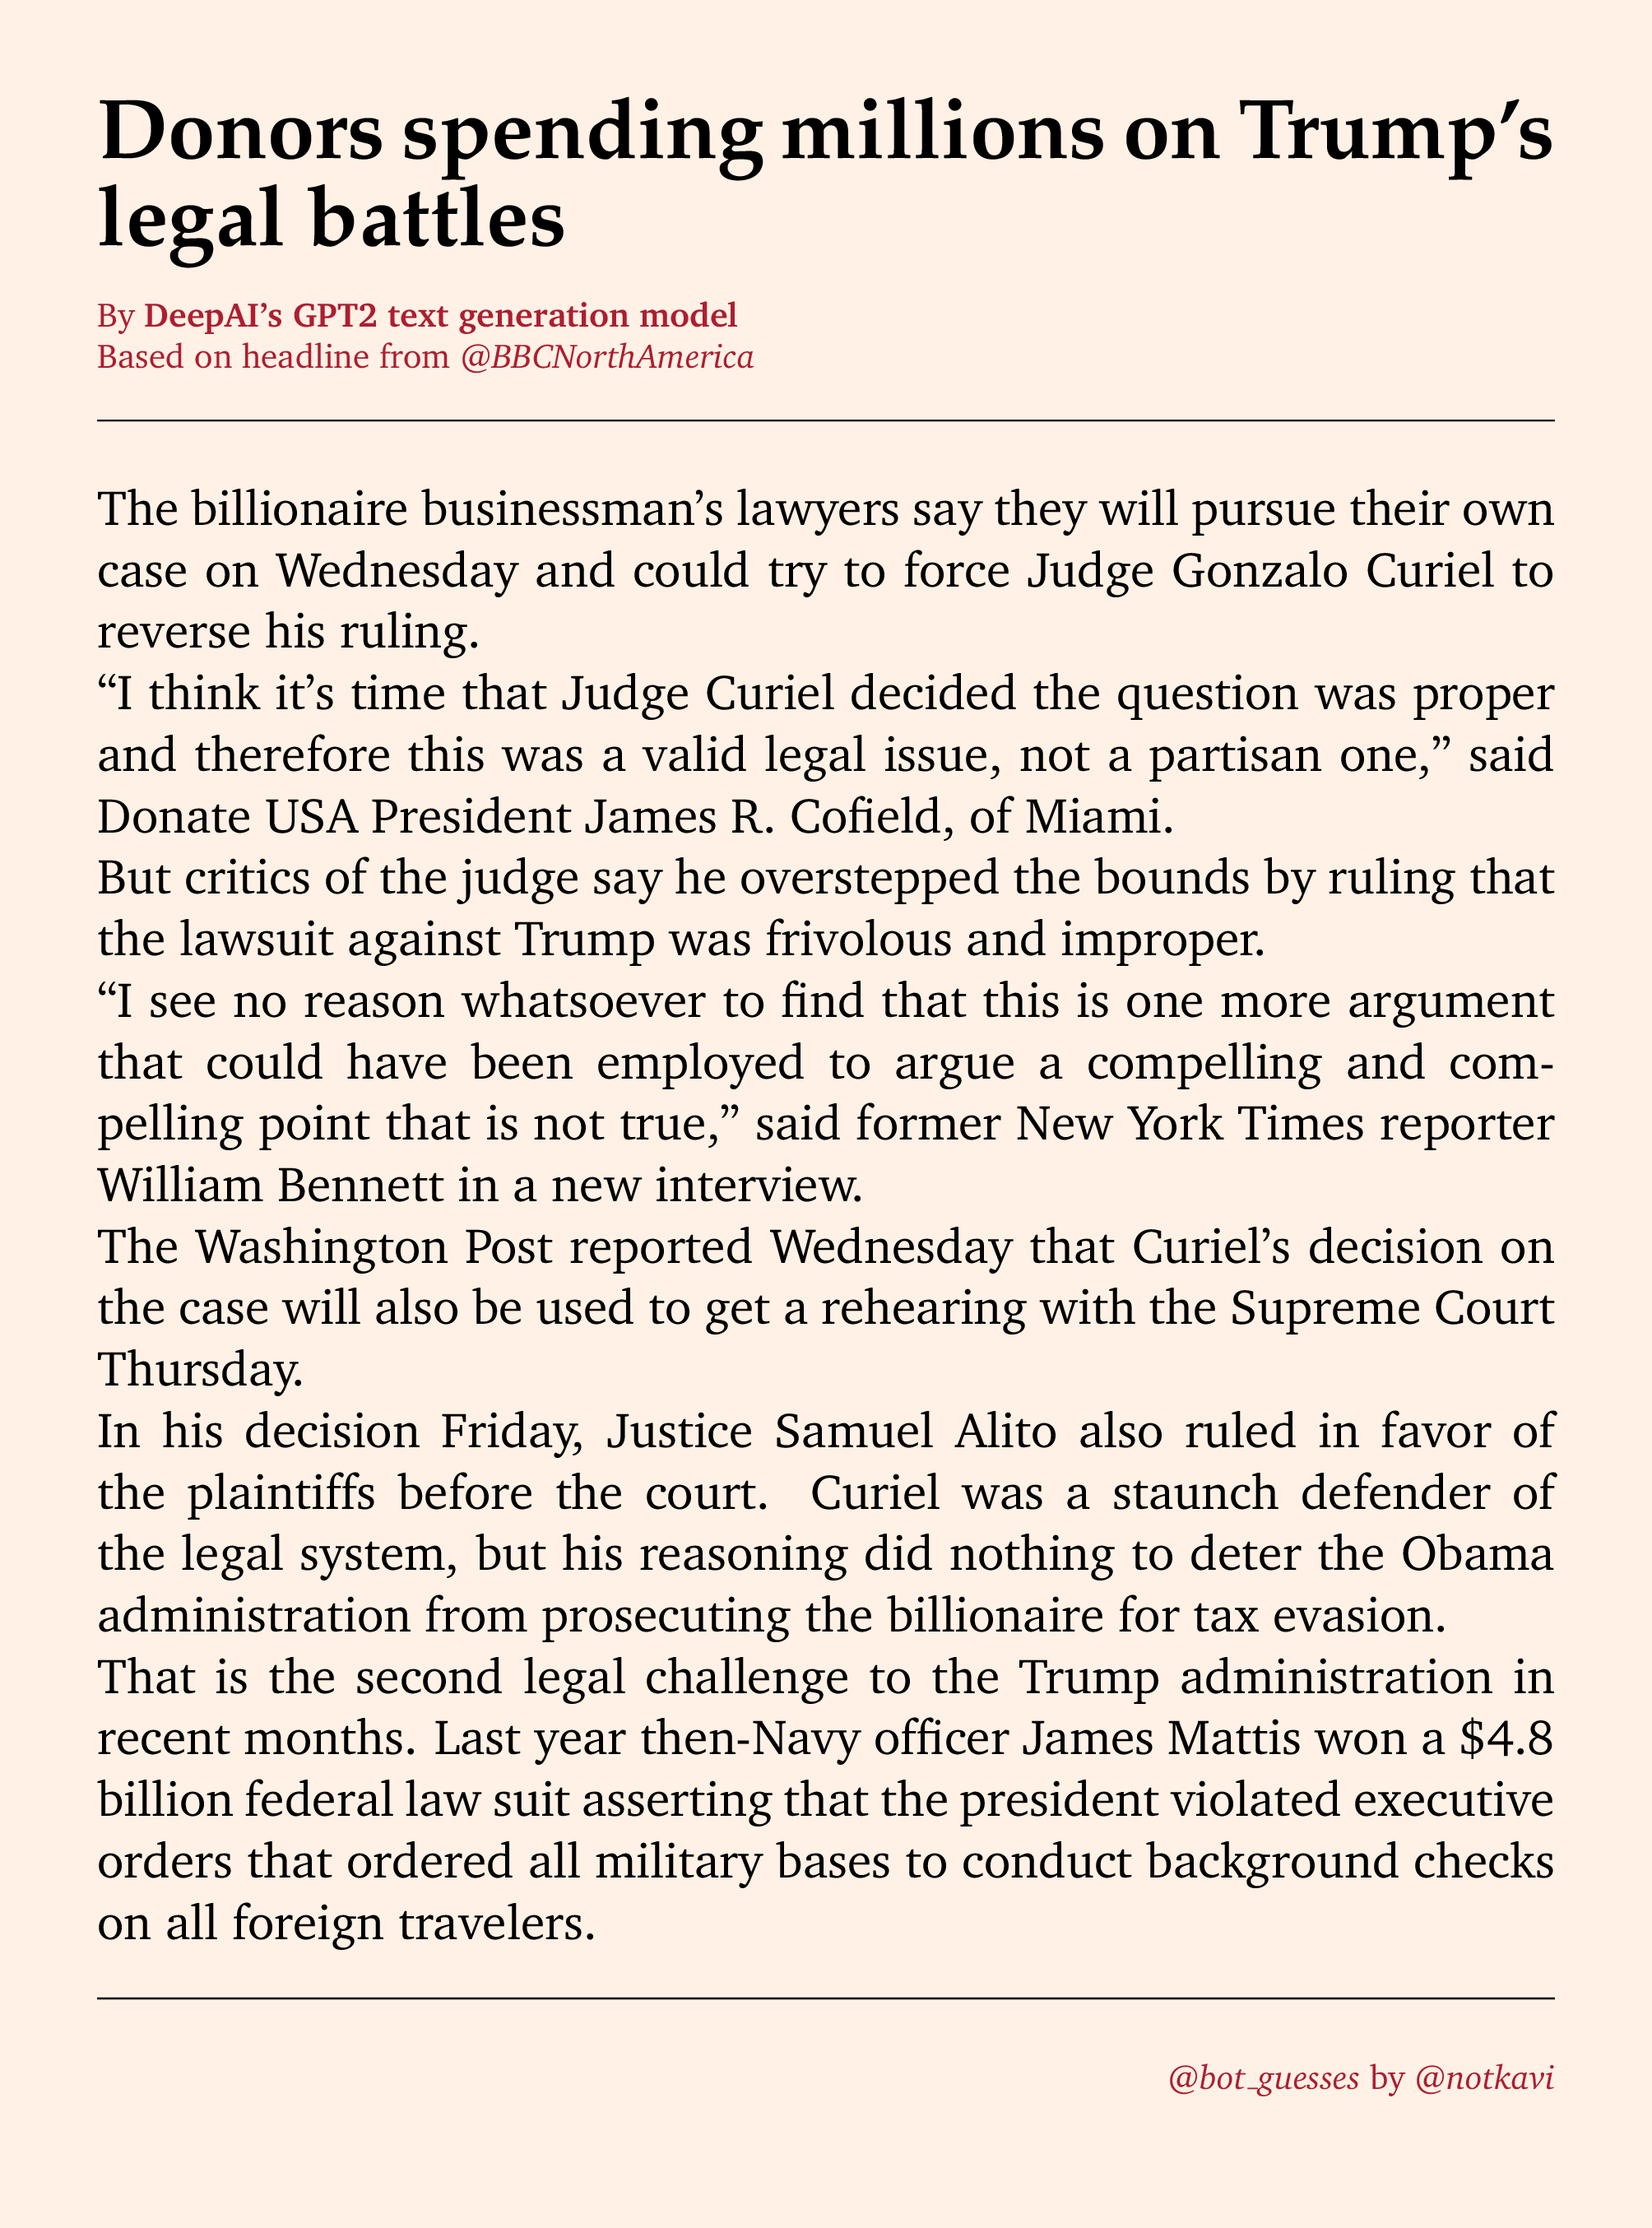 Donors spending millions on Trump’s
legal battles
By DeepAI’s GPT2 text generation model
Based on headline from @BBCNorthAmerica
The billionaire businessman’s lawyers say they will pursue their own
case on Wednesday and could try to force Judge Gonzalo Curiel to
reverse his ruling.
“I think it’s time that Judge Curiel decided the question was proper
and therefore this was a valid legal issue, not a partisan one,” said
Donate USA President James R. Cofield, of Miami.
But critics of the judge say he overstepped the bounds by ruling that
the lawsuit against Trump was frivolous and improper.
“I see no reason whatsoever to find that this is one more argument
that could have been employed to argue a compelling and com-
pelling point that is not true,” said former New York Times reporter
William Bennett in a new interview.
The Washington Post reported Wednesday that Curiel’s decision on
the case will also be used to get a rehearing with the Supreme Court
Thursday.
In his decision Friday, Justice Samuel Alito also ruled in favor of
the plaintiffs before the court. Curiel was a staunch defender of
the legal system, but his reasoning did nothing to deter the Obama
administration from prosecuting the billionaire for tax evasion.
That is the second legal challenge to the Trump administration in
recent months. Last year then-Navy officer James Mattis won a $4.8
billion federal law suit asserting that the president violated executive
orders that ordered all military bases to conduct background checks
on all foreign travelers.
@bot_guesses by @notkavi